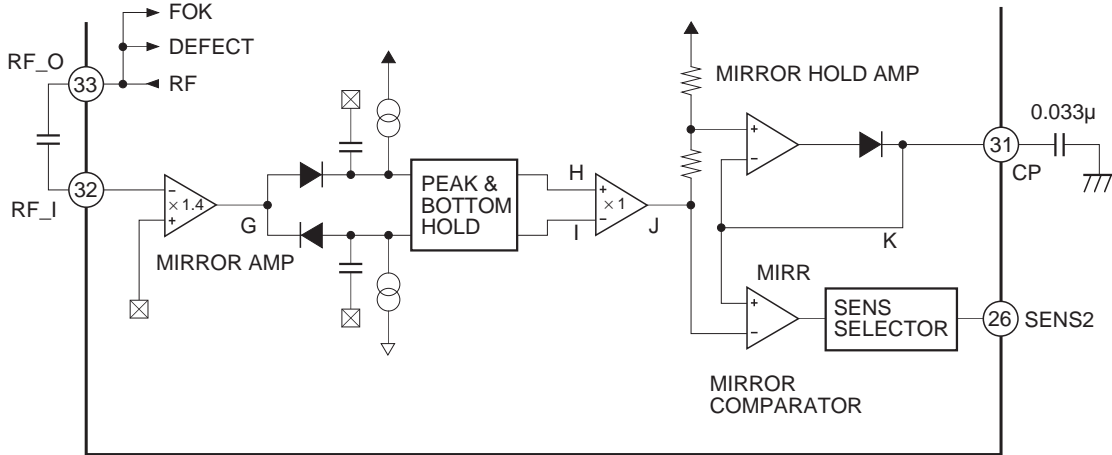 FOK
DEFECT
RF
RF_O
33
32
RF_I
−
× 1.4
+
MIRROR AMP
G
PEAK &
BOTTOM
HOLD
H
I
+
× 1
−
J
MIRROR HOLD AMP
+
−
K
0.033µ
31
CP
MIRR
+
−
SENS
SELECTOR
26
SENS2
MIRROR
COMPARATOR